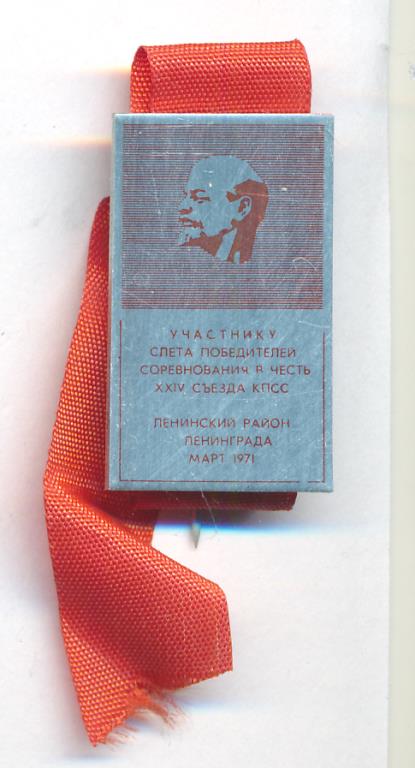 УЧАСТНИКУ
СЛЕТА ПОБЕДИТЕЛЕЙ
СОРЕВНОВАНИЯ В ЧЕСТЬ
XXIV СЪЕЗДА КПСС
ЛЕНИНСКИЙ РАЙОН
ЛЕНИНГРАДА
МАРТ 1971